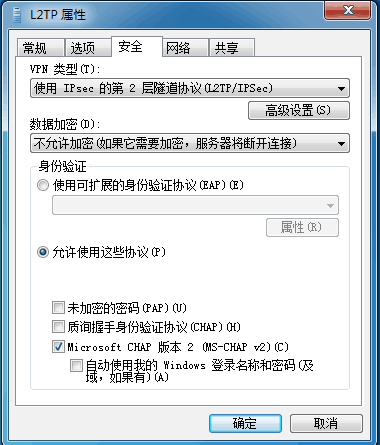 L2TP 属性
常规 选项 安全 网络 共享
VPN 类型(T):
使用 IPsec 的第 2 层隧道协议(L2TP/IPSec)
高级设置(S)
数据加密(D):
不允许加密(如果它需要加密，服务器将断开连接)
身份验证
使用可扩展的身份验证协议(EAP)(E)
属性(R)
允许使用这些协议(P)
未加密的密码(PAP)(U)
质询握手身份验证协议(CHAP)(H)
Microsoft CHAP 版本 2 (MS-CHAP v2)(C)
自动使用我的 Windows 登录名称和密码(及
域，如果有)(A)
确定 取消